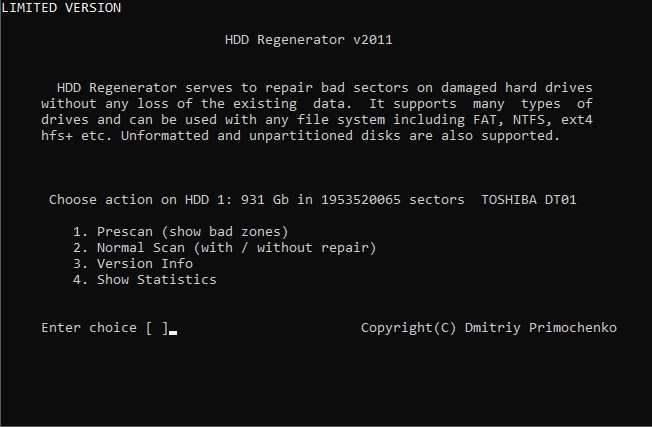 LIMITED VERSION
HDD Regenerator v2011
HDD Regenerator serves to repair bad sectors on damaged hard drives
without any loss of the existing data. It supports many types of
drives and can be used with any file system including FAT, NTFS, ext4
hfs+ etc. Unformatted and unpartitioned disks are also supported.
Choose action on HDD 1: 931 Gb in 1953520065 sectors TOSHIBA DT01
1. Prescan (show bad zones)
2. Normal Scan (with / without repair)
3. Version Info
4. Show Statistics
Enter choice [ ] Copyright(C) Dmitriy Primochenko